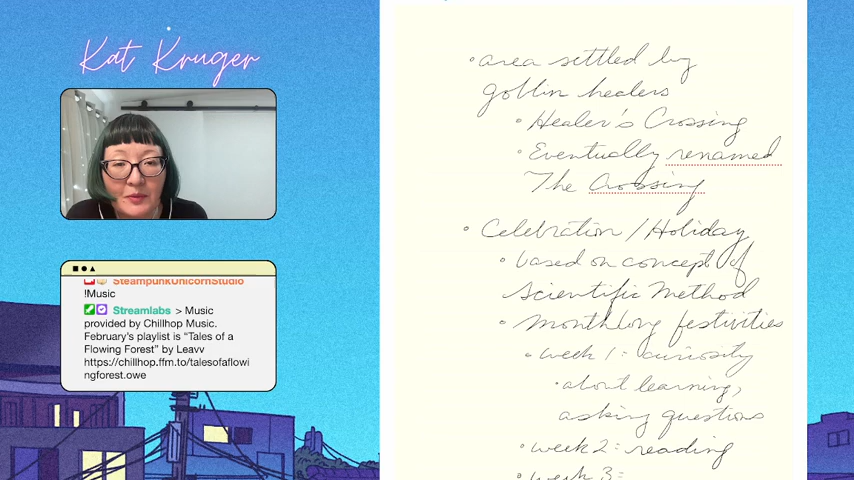 Kat Kruger
SteampunkUnicornStudio
!Music
Streamlabs > Music
provided by Chillhop Music.
February's playlist is "Tales of a
Flowing Forest" by Leavv
https://chillhop.ffm.to/talesofaflowi
ngforest.owe
• area settled by
goblin healers
• Healer's Crossing
• Eventually renamed
The Crossing
• Celebration / Holiday
• based on concept of
Scientific Method
• Monthlong festivities
• week 1: curiosity
• about learning,
asking questions
• week 2: reading
• week 3: